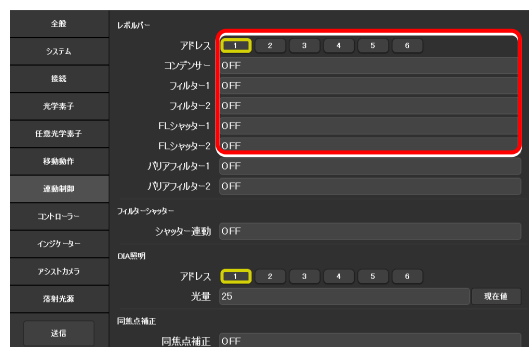 全般
システム
接続
光学素子
任意光学素子
移動動作
連動制御
コントローラー
インジケーター
アシストカメラ
落射光源
送信
レボルバー
アドレス 1 2 3 4 5 6
コンデンサー OFF
フィルター1 OFF
フィルター2 OFF
FLシャッター1 OFF
FLシャッター2 OFF
バリアフィルター1 OFF
バリアフィルター2 OFF
フィルターシャッター
シャッター連動 OFF
DIA照明
アドレス 1 2 3 4 5 6
光量 25 現在値
同焦点補正
同焦点補正 OFF